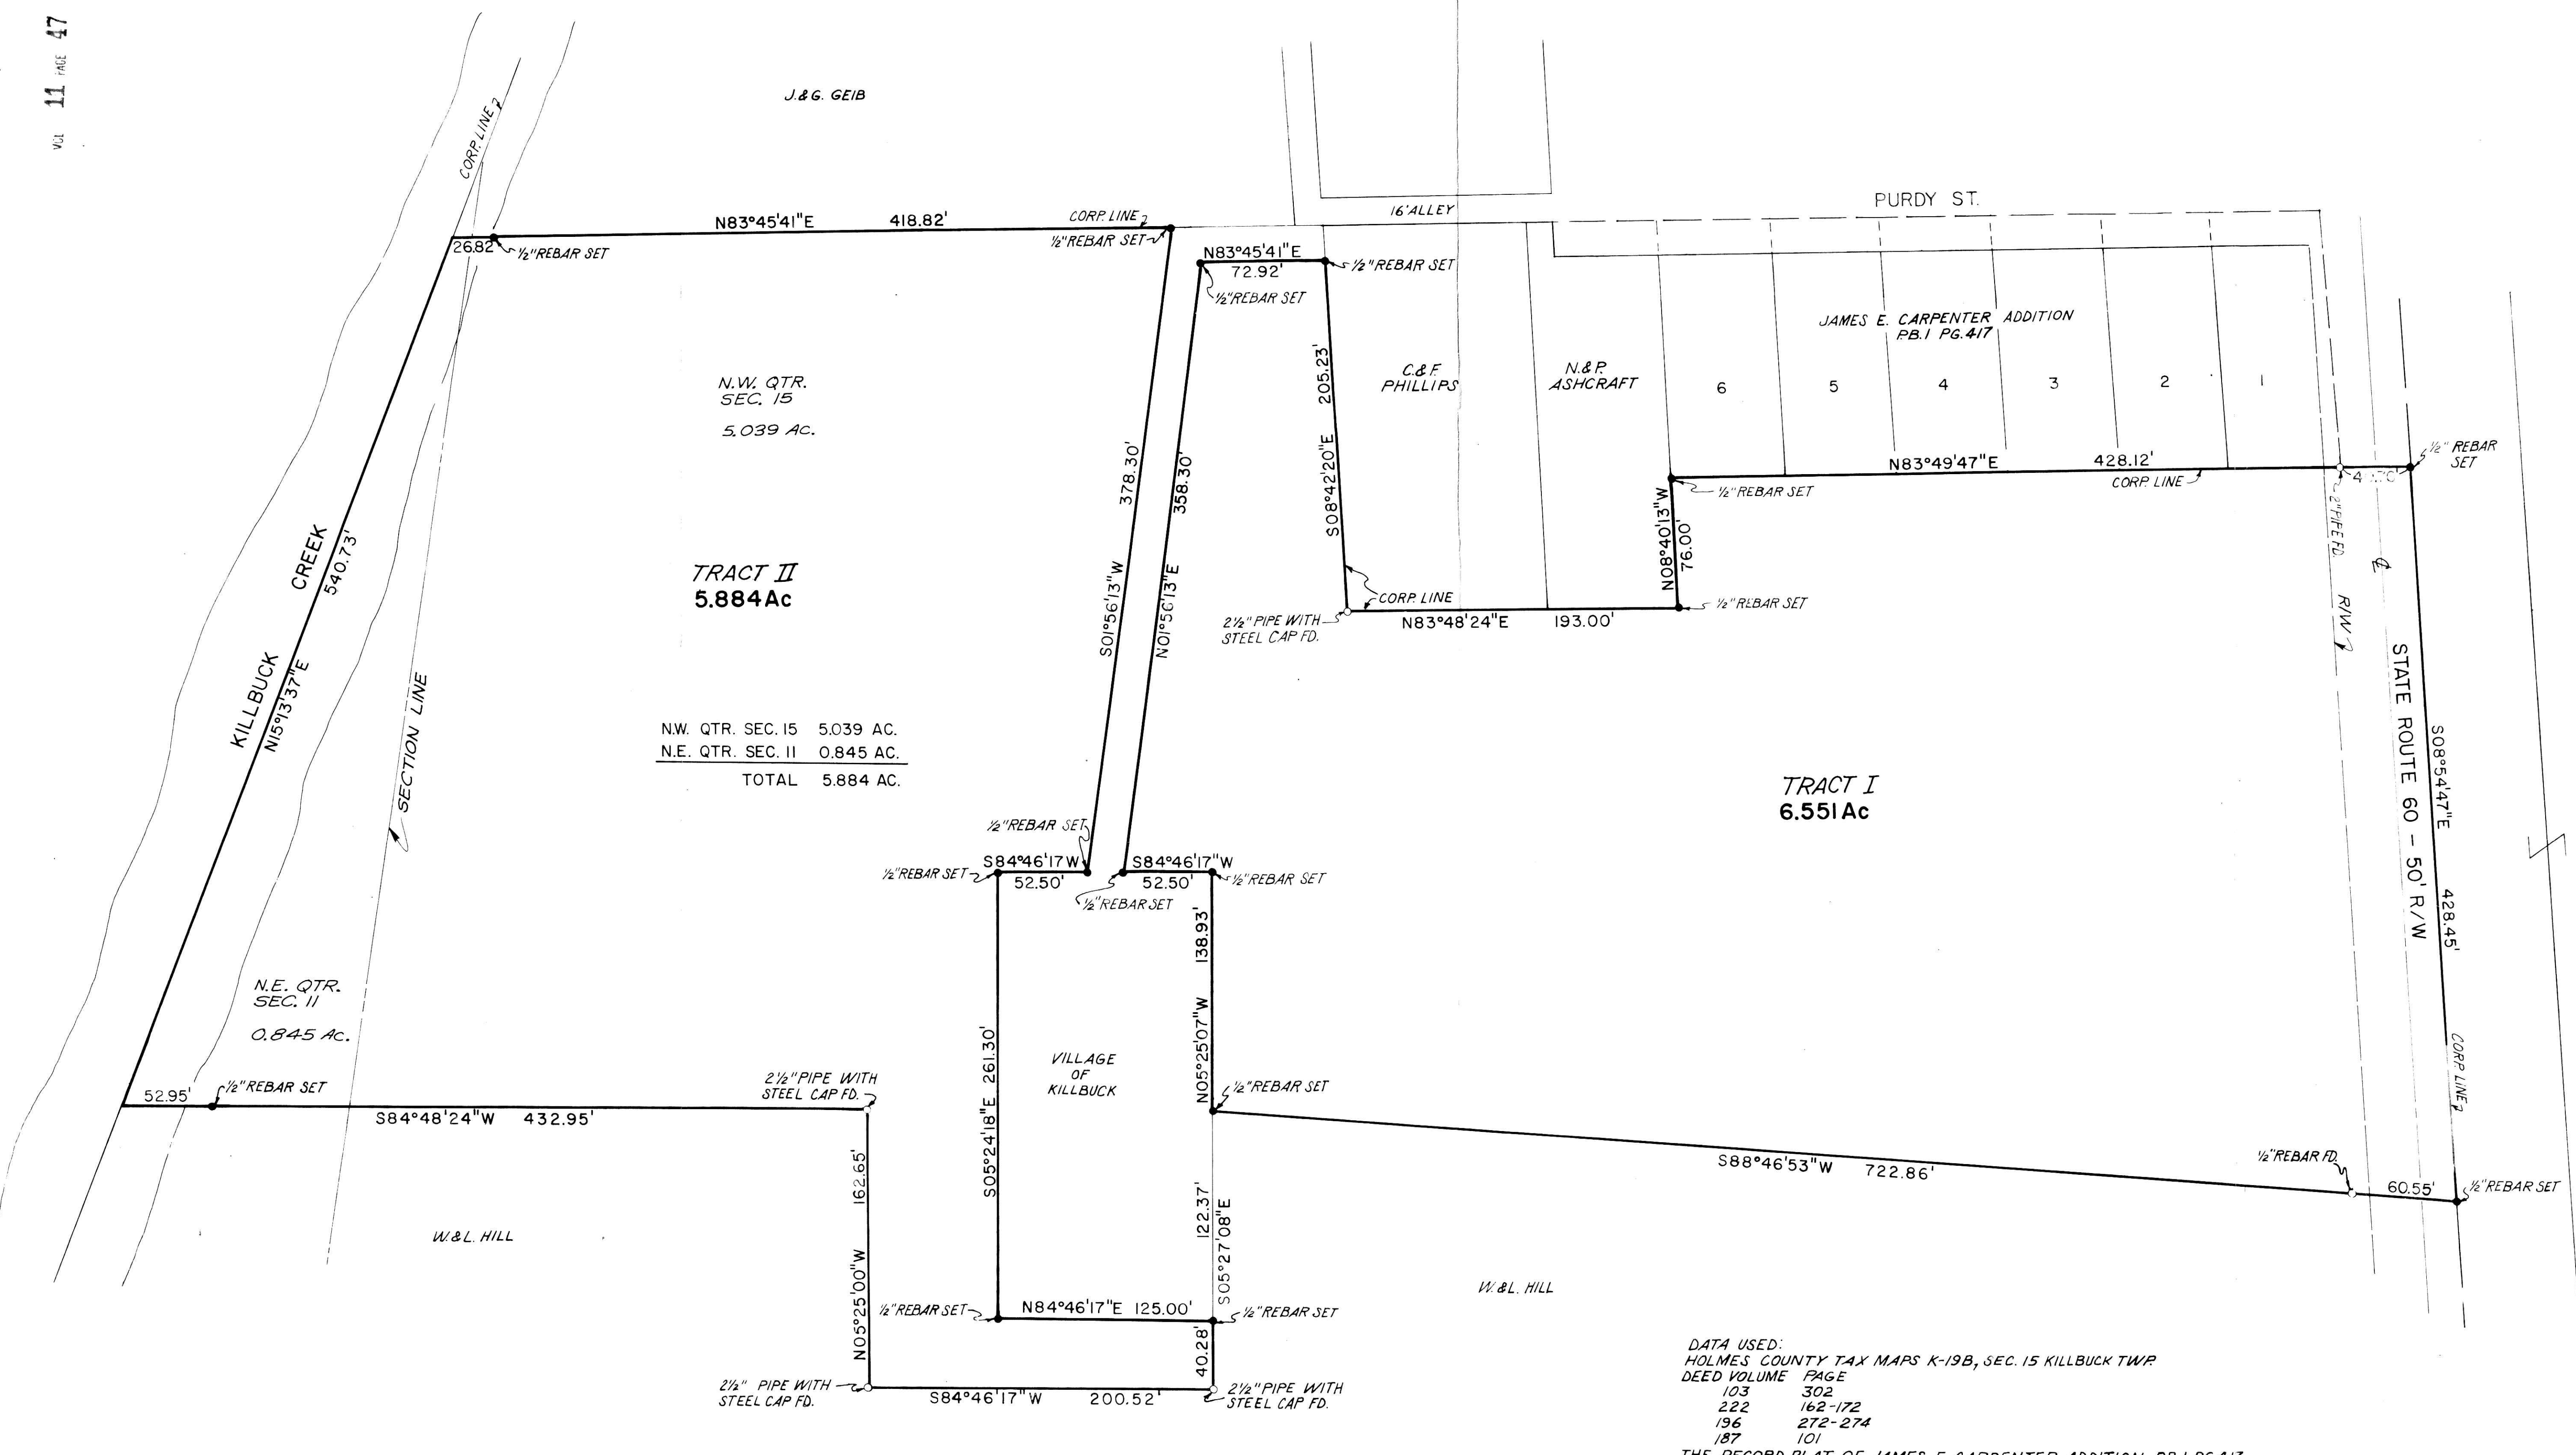 VOL 11 PAGE 47
J.&G. GEIB
CORP. LINE
N83°45'41"E 418.82'
CORP. LINE
26.82
½"REBAR SET
½"REBAR SET
16' ALLEY
PURDY ST.
N83°45'41"E
72.92'
½"REBAR SET
½"REBAR SET
JAMES E. CARPENTER ADDITION
P.B.1 PG.417
C.&F.
PHILLIPS
N.&P.
ASHCRAFT
6
5
4
3
2
1
S08°42'20"E 205.23'
N83°49'47"E 428.12'
CORP. LINE
½" REBAR
SET
½"REBAR SET
N08°40'13"W
76.00'
2"PIPE FD.
R/W
½"REBAR SET
CORP. LINE
2½" PIPE WITH
STEEL CAP FD.
N83°48'24"E 193.00'
N.W. QTR.
SEC. 15
5.039 AC.
S01°56'13"W 378.30'
N01°56'13"E 358.30'
KILLBUCK CREEK
N15°13'37"E 540.73'
SECTION LINE
TRACT II
5.884Ac
N.W. QTR. SEC. 15 5.039 AC.
N.E. QTR. SEC. 11 0.845 AC.
TOTAL 5.884 AC.
TRACT I
6.551Ac
STATE ROUTE 60 - 50' R/W
S08°54'47"E 428.45'
CORP. LINE
½"REBAR SET
½"REBAR SET
S84°46'17W
52.50'
S84°46'17"W
52.50'
½"REBAR SET
½"REBAR SET
N05°25'07"W 138.93'
S05°24'18"E 261.30'
VILLAGE
OF
KILLBUCK
N.E. QTR.
SEC. 11
0.845 AC.
52.95'
½"REBAR SET
2½"PIPE WITH
STEEL CAP FD.
S84°48'24"W 432.95'
½"REBAR SET
S88°46'53"W 722.86'
½"REBAR FD.
60.55'
½"REBAR SET
N05°25'00"W 162.65'
122.37'
S05°27'08"E
W.&L. HILL
W.&L. HILL
½"REBAR SET
N84°46'17"E 125.00'
½"REBAR SET
40.28'
2½" PIPE WITH
STEEL CAP FD.
S84°46'17"W 200.52'
2½"PIPE WITH
STEEL CAP FD.
DATA USED:
HOLMES COUNTY TAX MAPS K-19B, SEC. 15 KILLBUCK TWP.
DEED VOLUME PAGE
103 302
222 162-172
196 272-274
187 101